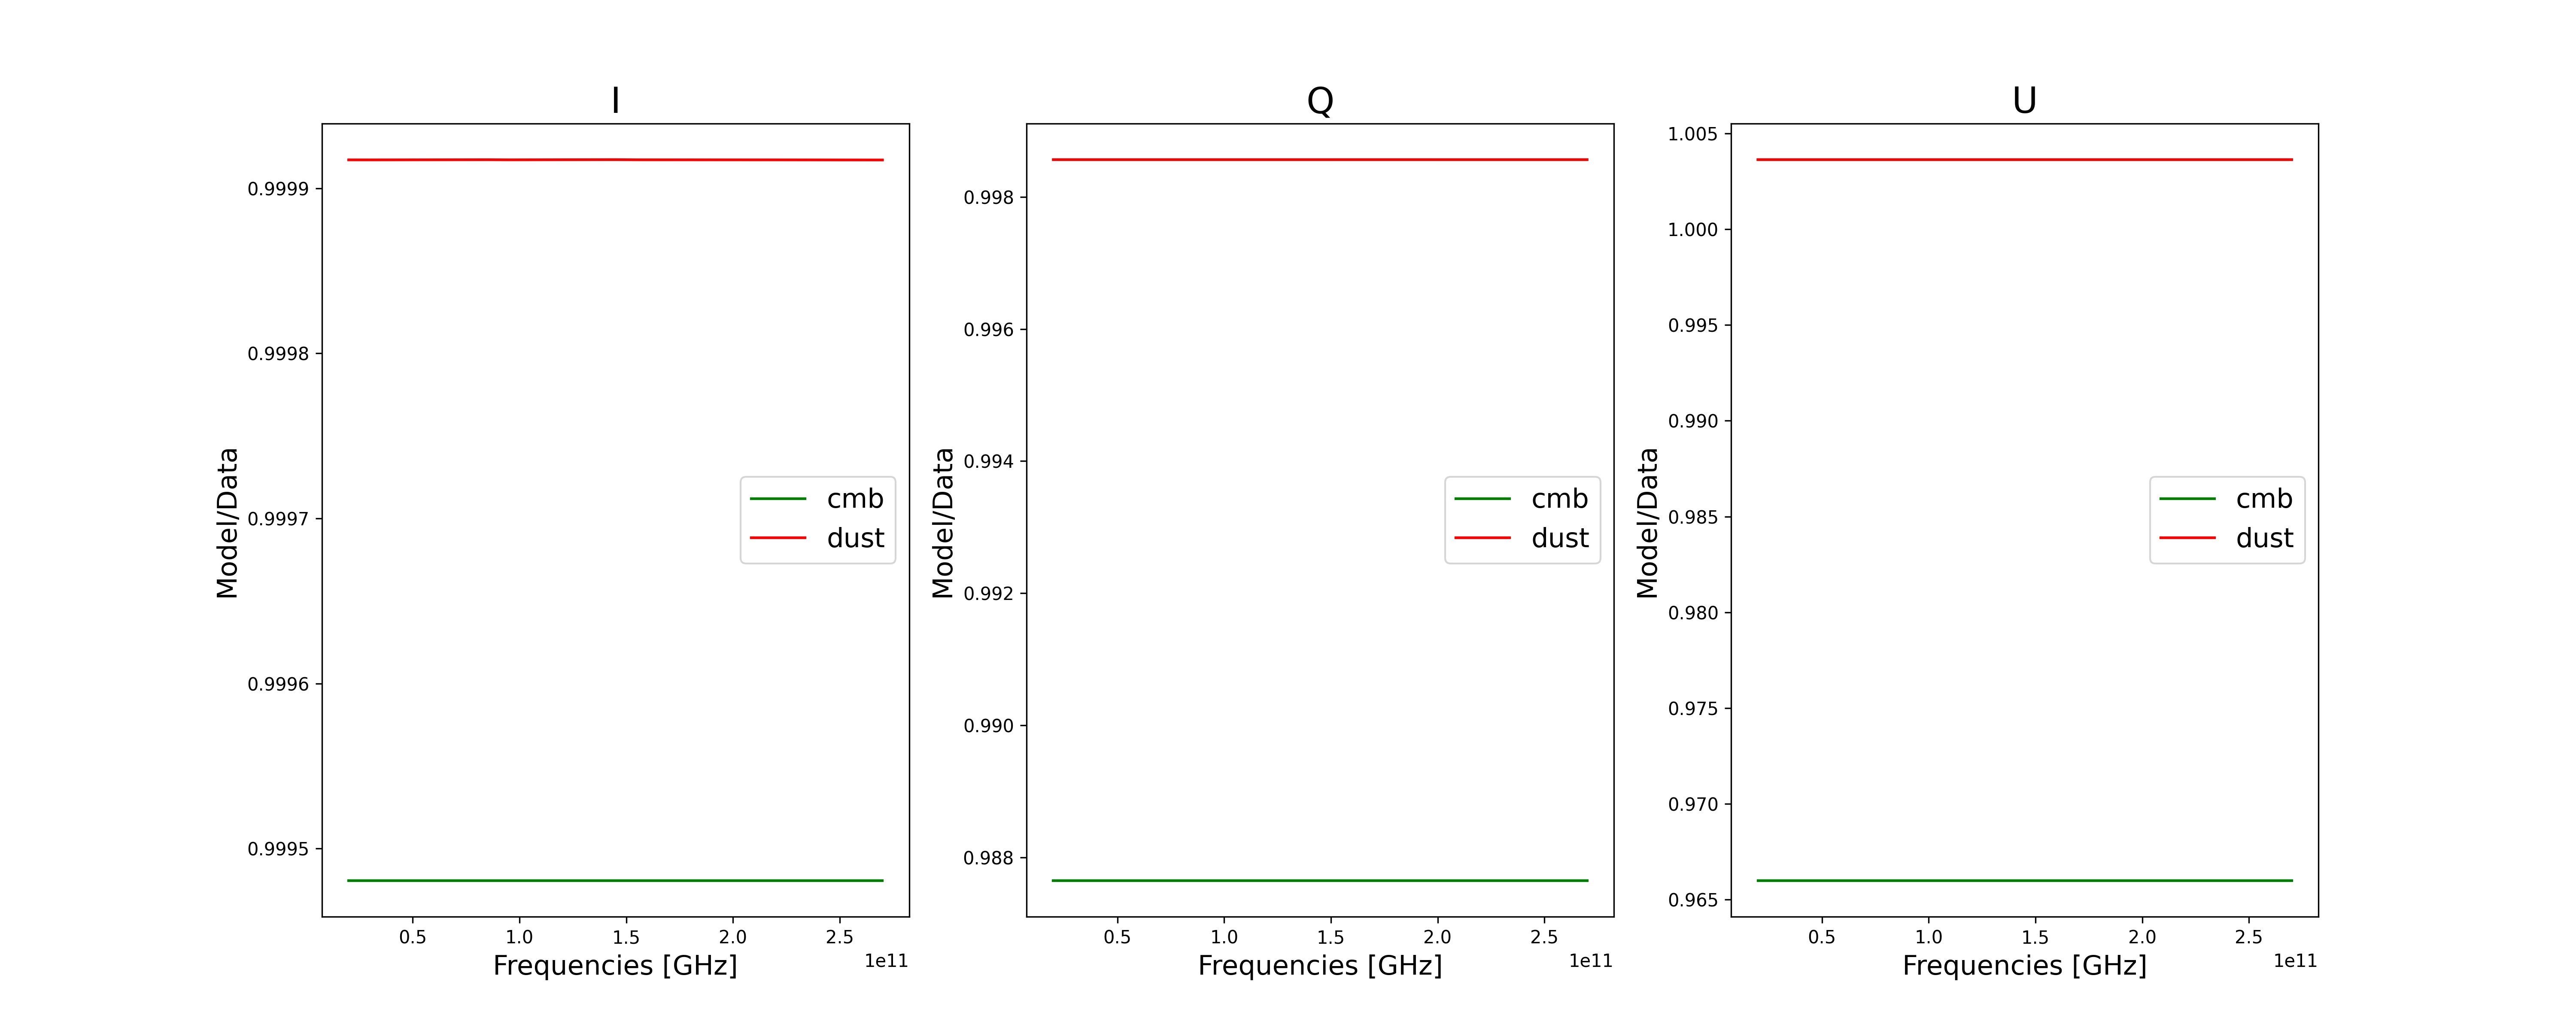 I
Model/Data
0.9999
0.9998
0.9997
0.9996
0.9995
cmb
dust
0.5 1.0 1.5 2.0 2.5
Frequencies [GHz]
1e11
Q
Model/Data
0.998
0.996
0.994
0.992
0.990
0.988
cmb
dust
0.5 1.0 1.5 2.0 2.5
Frequencies [GHz]
1e11
U
Model/Data
1.005
1.000
0.995
0.990
0.985
0.980
0.975
0.970
0.965
cmb
dust
0.5 1.0 1.5 2.0 2.5
Frequencies [GHz]
1e11